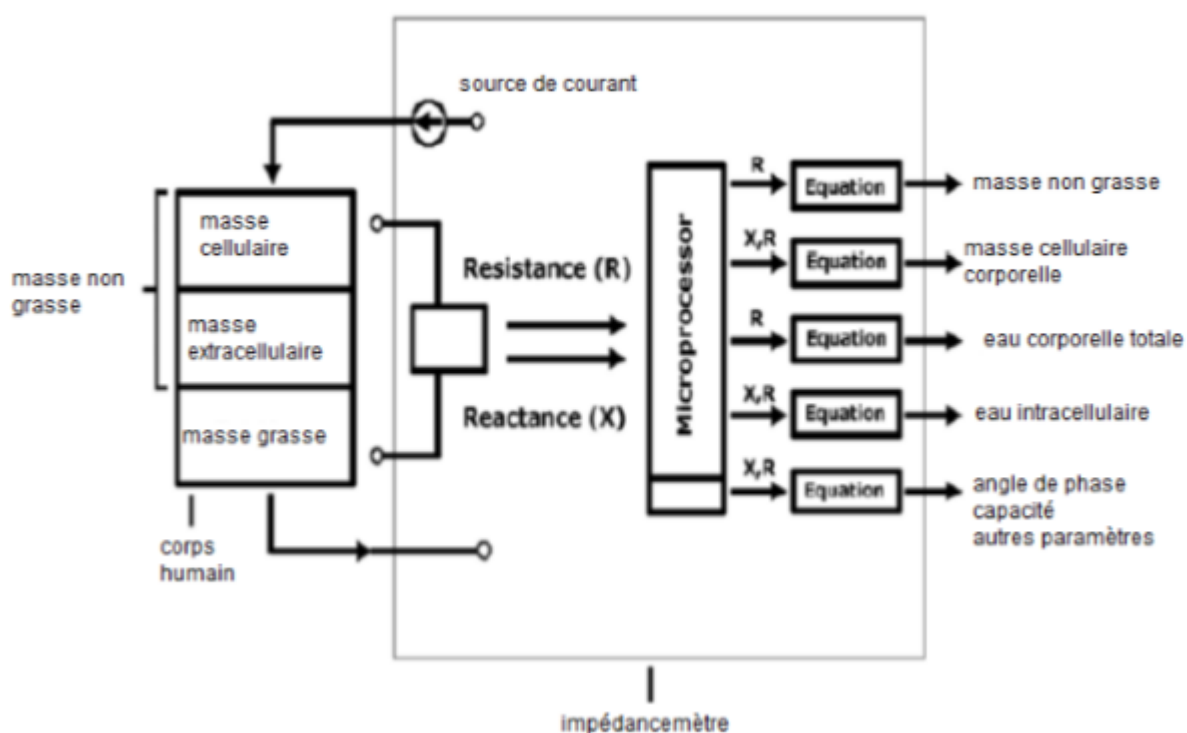 source de courant
masse
cellulaire
masse non
grasse
masse
extracellulaire
masse grasse
corps
humain
Resistance (R)
Reactance (X)
Microprocessor
R
Equation
masse non grasse
X,R
Equation
masse cellulaire
corporelle
R
Equation
eau corporelle totale
X,R
Equation
eau intracellulaire
X,R
Equation
angle de phase
capacité
autres paramètres
impédancemètre